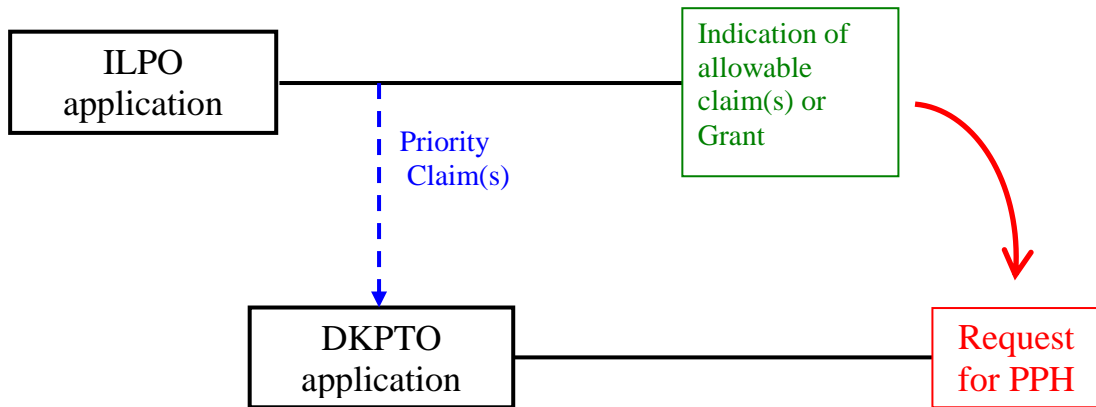 ILPO
application
Indication of
allowable
claim(s) or
Grant
Priority
Claim(s)
DKPTO
application
Request
for PPH